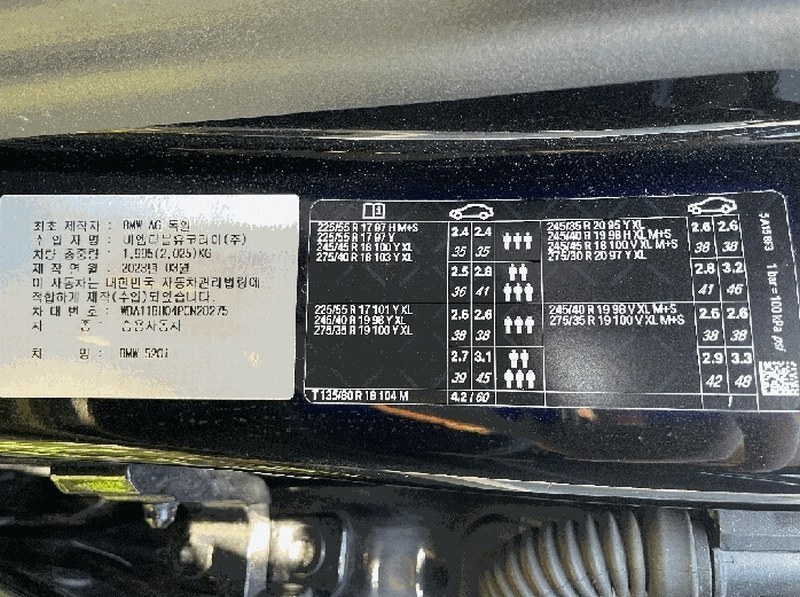 최초 제작자 : BMW AG 독일
수 입 자 명 : 비엠더블유코리아(주)
차량 총중량 : 1,995(2,025)KG
제 작 연 월 : 2023년 03월
이 자동차는 대한민국 자동차관리법령에
적합하게 제작(수입)되었습니다.
차 대 번 호 :
차 종 : 승용자동차
차 명 : BMW 520i
225/55 R 17 97 H M+S
225/55 R 17 97 Y
245/45 R 18 100 Y XL
275/40 R 18 103 Y XL
2.4 2.4
35 35
2.5 2.8
36 41
225/55 R 17 101 Y XL
245/40 R 19 98 Y XL
275/35 R 19 100 Y XL
2.6 2.6
38 38
2.7 3.1
39 45
T 135/80 R 18 104 M
4.2 / 60
245/35 R 20 95 Y XL
245/40 R 19 98 H XL M+S
245/45 R 18 100 V XL M+S
275/30 R 20 97 Y XL
2.6 2.6
38 38
2.8 3.2
41 46
245/40 R 19 98 V XL M+S
275/35 R 19 100 V XL M+S
2.6 2.6
38 38
2.9 3.3
42 48
/
1 bar = 100 kPa psi